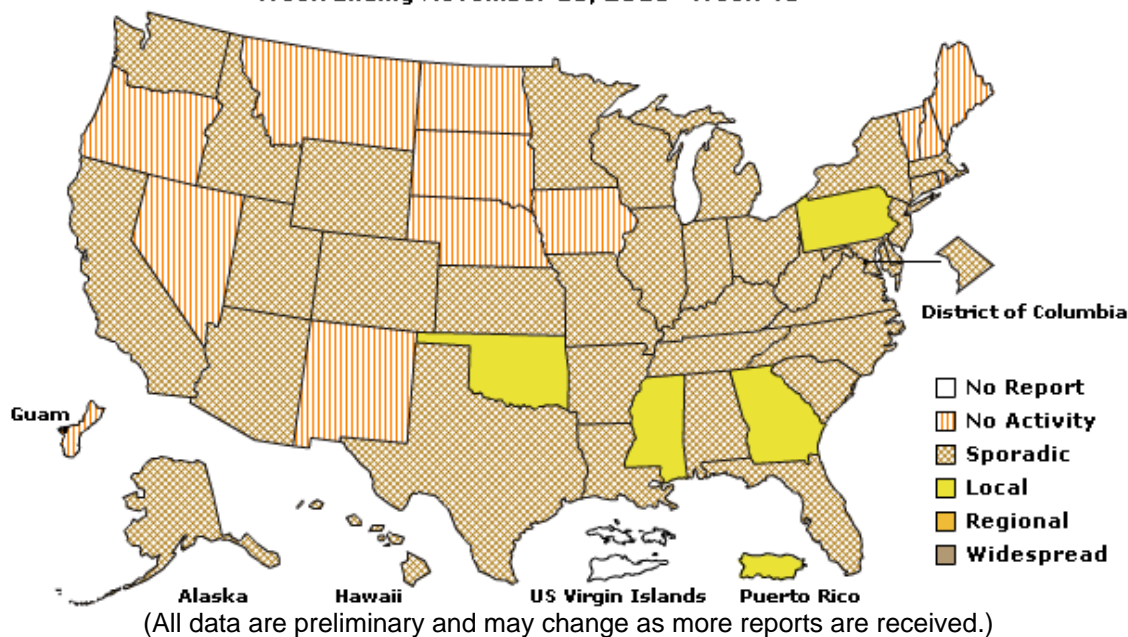 District of Columbia
Guam
No Report
No Activity
Sporadic
Local
Regional
Widespread
Alaska
Hawaii
US Virgin Islands
Puerto Rico
(All data are preliminary and may change as more reports are received.)